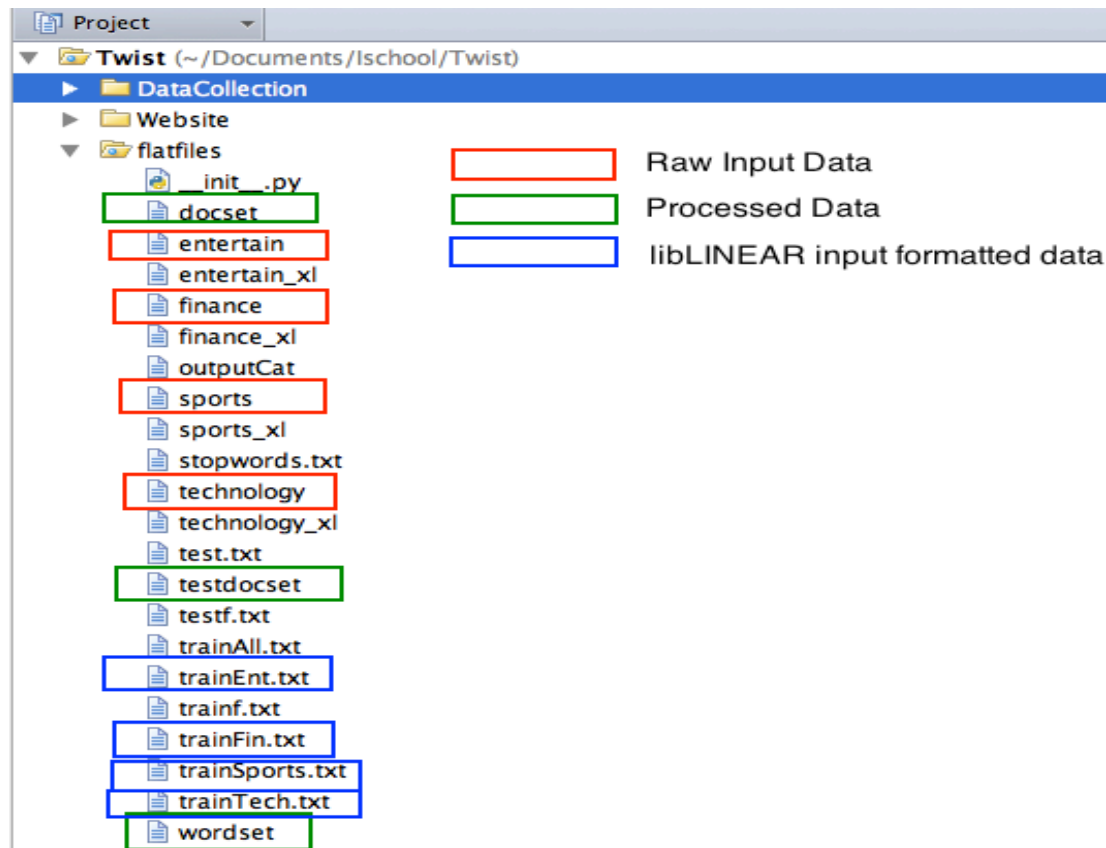 Project
Twist (~/Documents/Ischool/Twist)
DataCollection
Website
flatfiles
__init__.py
docset
entertain
entertain_xl
finance
finance_xl
outputCat
sports
sports_xl
stopwords.txt
technology
technology_xl
test.txt
testdocset
testf.txt
trainAll.txt
trainEnt.txt
trainf.txt
trainFin.txt
trainSports.txt
trainTech.txt
wordset
Raw Input Data
Processed Data
libLINEAR input formatted data